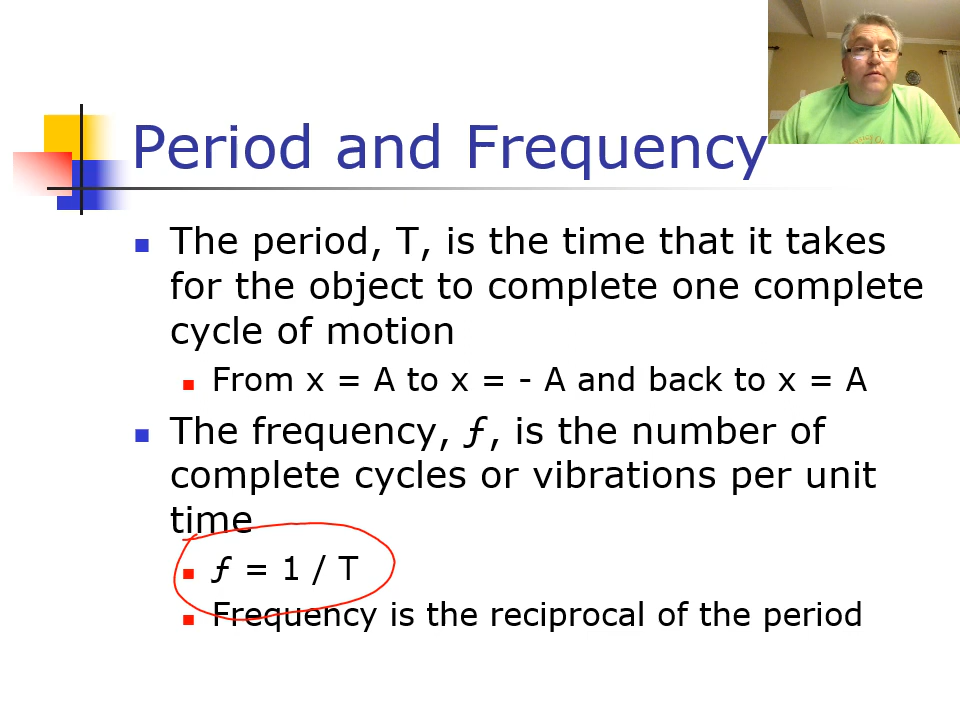 Period and Frequency
The period, T, is the time that it takes
for the object to complete one complete
cycle of motion
From x = A to x = - A and back to x = A
The frequency, ƒ, is the number of
complete cycles or vibrations per unit
time
ƒ = 1 / T
Frequency is the reciprocal of the period